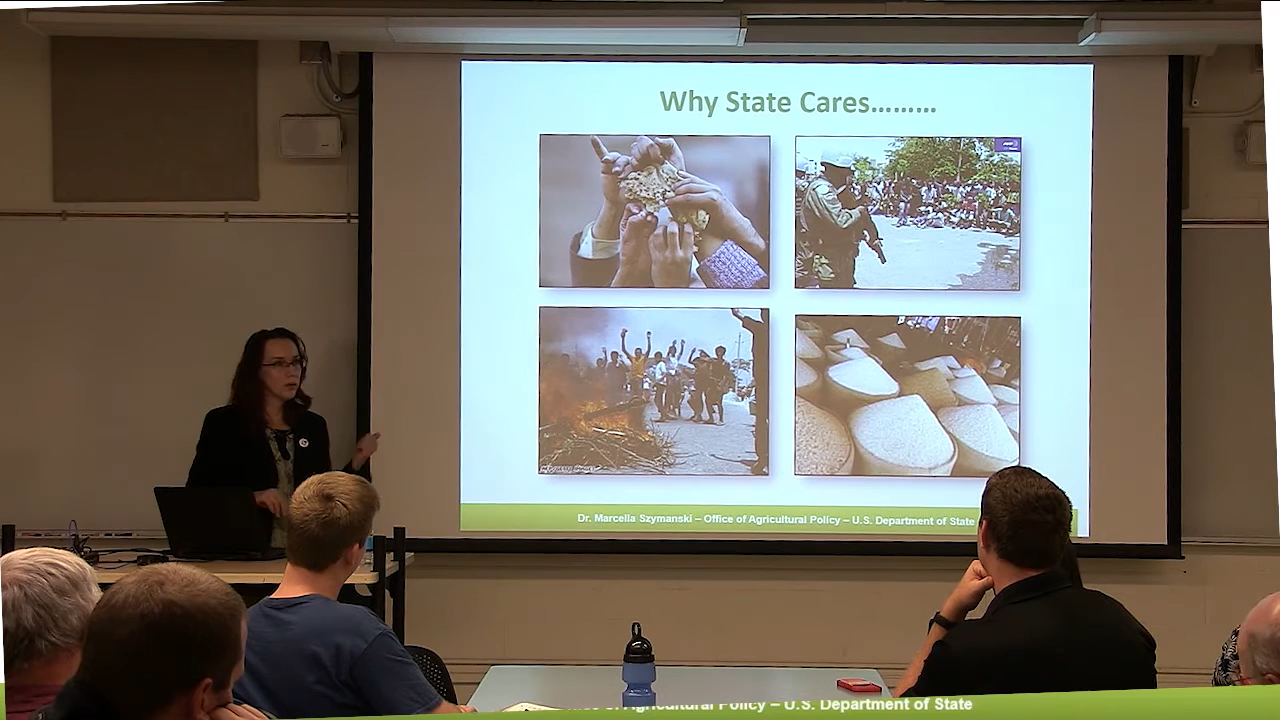 Why State Cares.........
Dr. Marcella Szymanski – Office of Agricultural Policy – U.S. Department of State
Agricultural Policy – U.S. Department of State